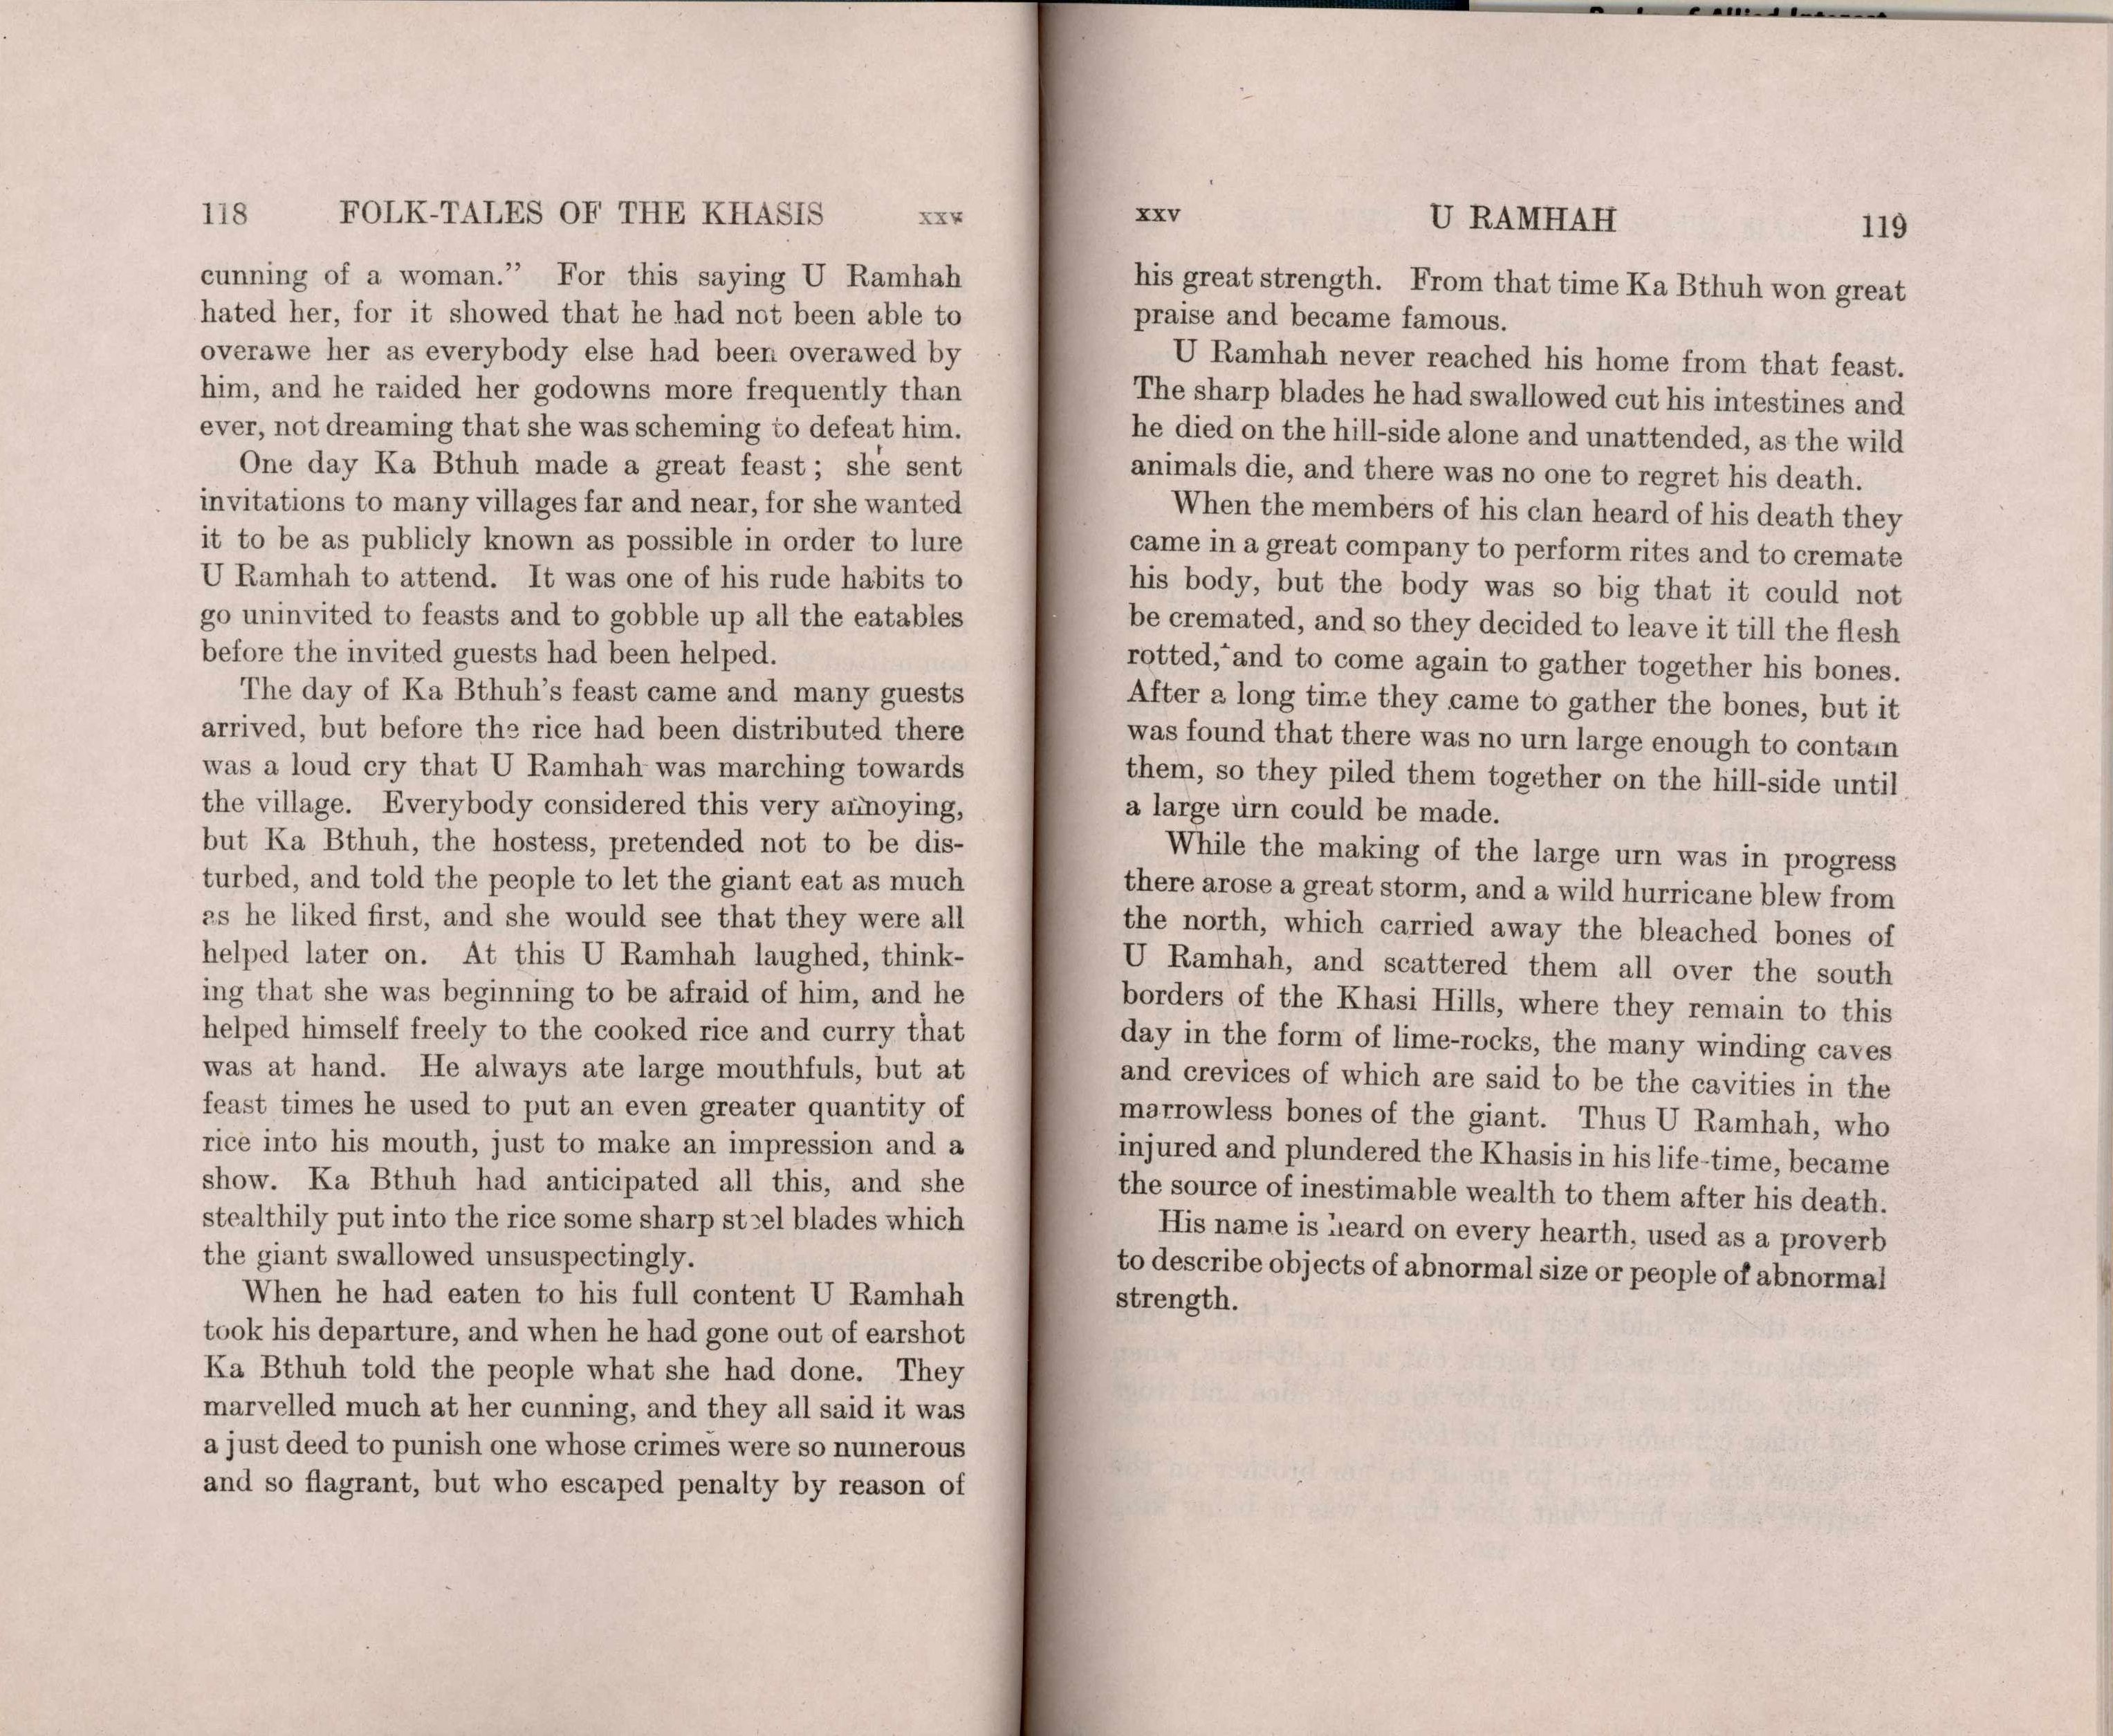 118 FOLK-TALES OF THE KHASIS xxv
cunning of a woman.” For this saying U Ramhah
hated her, for it showed that he had not been able to
overawe her as everybody else had been overawed by
him, and he raided her godowns more frequently than
ever, not dreaming that she was scheming to defeat him.
One day Ka Bthuh made a great feast ; she sent
invitations to many villages far and near, for she wanted
it to be as publicly known as possible in order to lure
U Ramhah to attend. It was one of his rude habits to
go uninvited to feasts and to gobble up all the eatables
before the invited guests had been helped.
The day of Ka Bthuh’s feast came and many guests
arrived, but before the rice had been distributed there
was a loud cry that U Ramhah was marching towards
the village. Everybody considered this very annoying,
but Ka Bthuh, the hostess, pretended not to be dis-
turbed, and told the people to let the giant eat as much
as he liked first, and she would see that they were all
helped later on. At this U Ramhah laughed, think-
ing that she was beginning to be afraid of him, and he
helped himself freely to the cooked rice and curry that
was at hand. He always ate large mouthfuls, but at
feast times he used to put an even greater quantity of
rice into his mouth, just to make an impression and a
show. Ka Bthuh had anticipated all this, and she
stealthily put into the rice some sharp steel blades which
the giant swallowed unsuspectingly.
When he had eaten to his full content U Ramhah
took his departure, and when he had gone out of earshot
Ka Bthuh told the people what she had done. They
marvelled much at her cunning, and they all said it was
a just deed to punish one whose crimes were so numerous
and so flagrant, but who escaped penalty by reason of
xxv U RAMHAH 119
his great strength. From that time Ka Bthuh won great
praise and became famous.
U Ramhah never reached his home from that feast.
The sharp blades he had swallowed cut his intestines and
he died on the hill-side alone and unattended, as the wild
animals die, and there was no one to regret his death.
When the members of his clan heard of his death they
came in a great company to perform rites and to cremate
his body, but the body was so big that it could not
be cremated, and so they decided to leave it till the flesh
rotted, and to come again to gather together his bones.
After a long time they came to gather the bones, but it
was found that there was no urn large enough to contain
them, so they piled them together on the hill-side until
a large urn could be made.
While the making of the large urn was in progress
there arose a great storm, and a wild hurricane blew from
the north, which carried away the bleached bones of
U Ramhah, and scattered them all over the south
borders of the Khasi Hills, where they remain to this
day in the form of lime-rocks, the many winding caves
and crevices of which are said to be the cavities in the
marrowless bones of the giant. Thus U Ramhah, who
injured and plundered the Khasis in his life-time, became
the source of inestimable wealth to them after his death.
His name is heard on every hearth, used as a proverb
to describe objects of abnormal size or people of abnormal
strength.